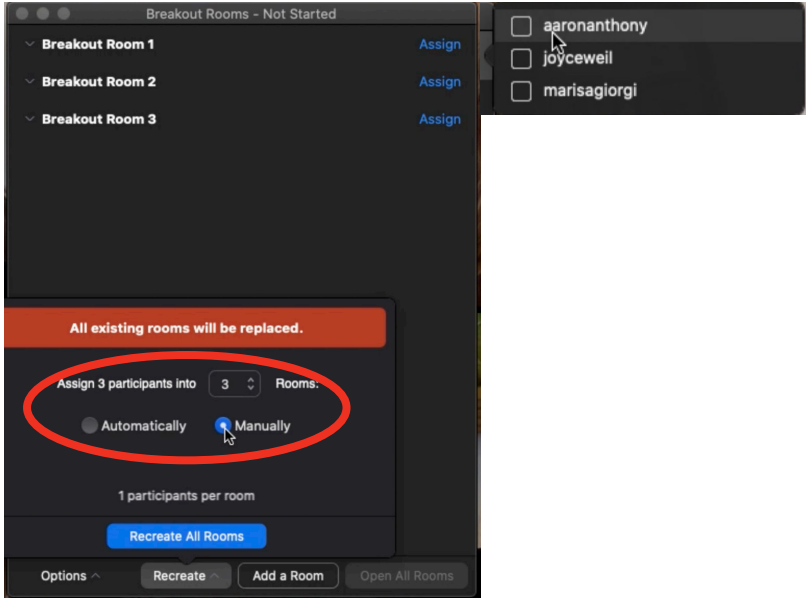 Breakout Rooms - Not Started
Breakout Room 1 Assign
Breakout Room 2 Assign
Breakout Room 3 Assign
aaronanthony
joyceweil
marisagiorgi
All existing rooms will be replaced.
Assign 3 participants into 3 Rooms:
Automatically Manually
1 participants per room
Recreate All Rooms
Options Recreate Add a Room Open All Rooms